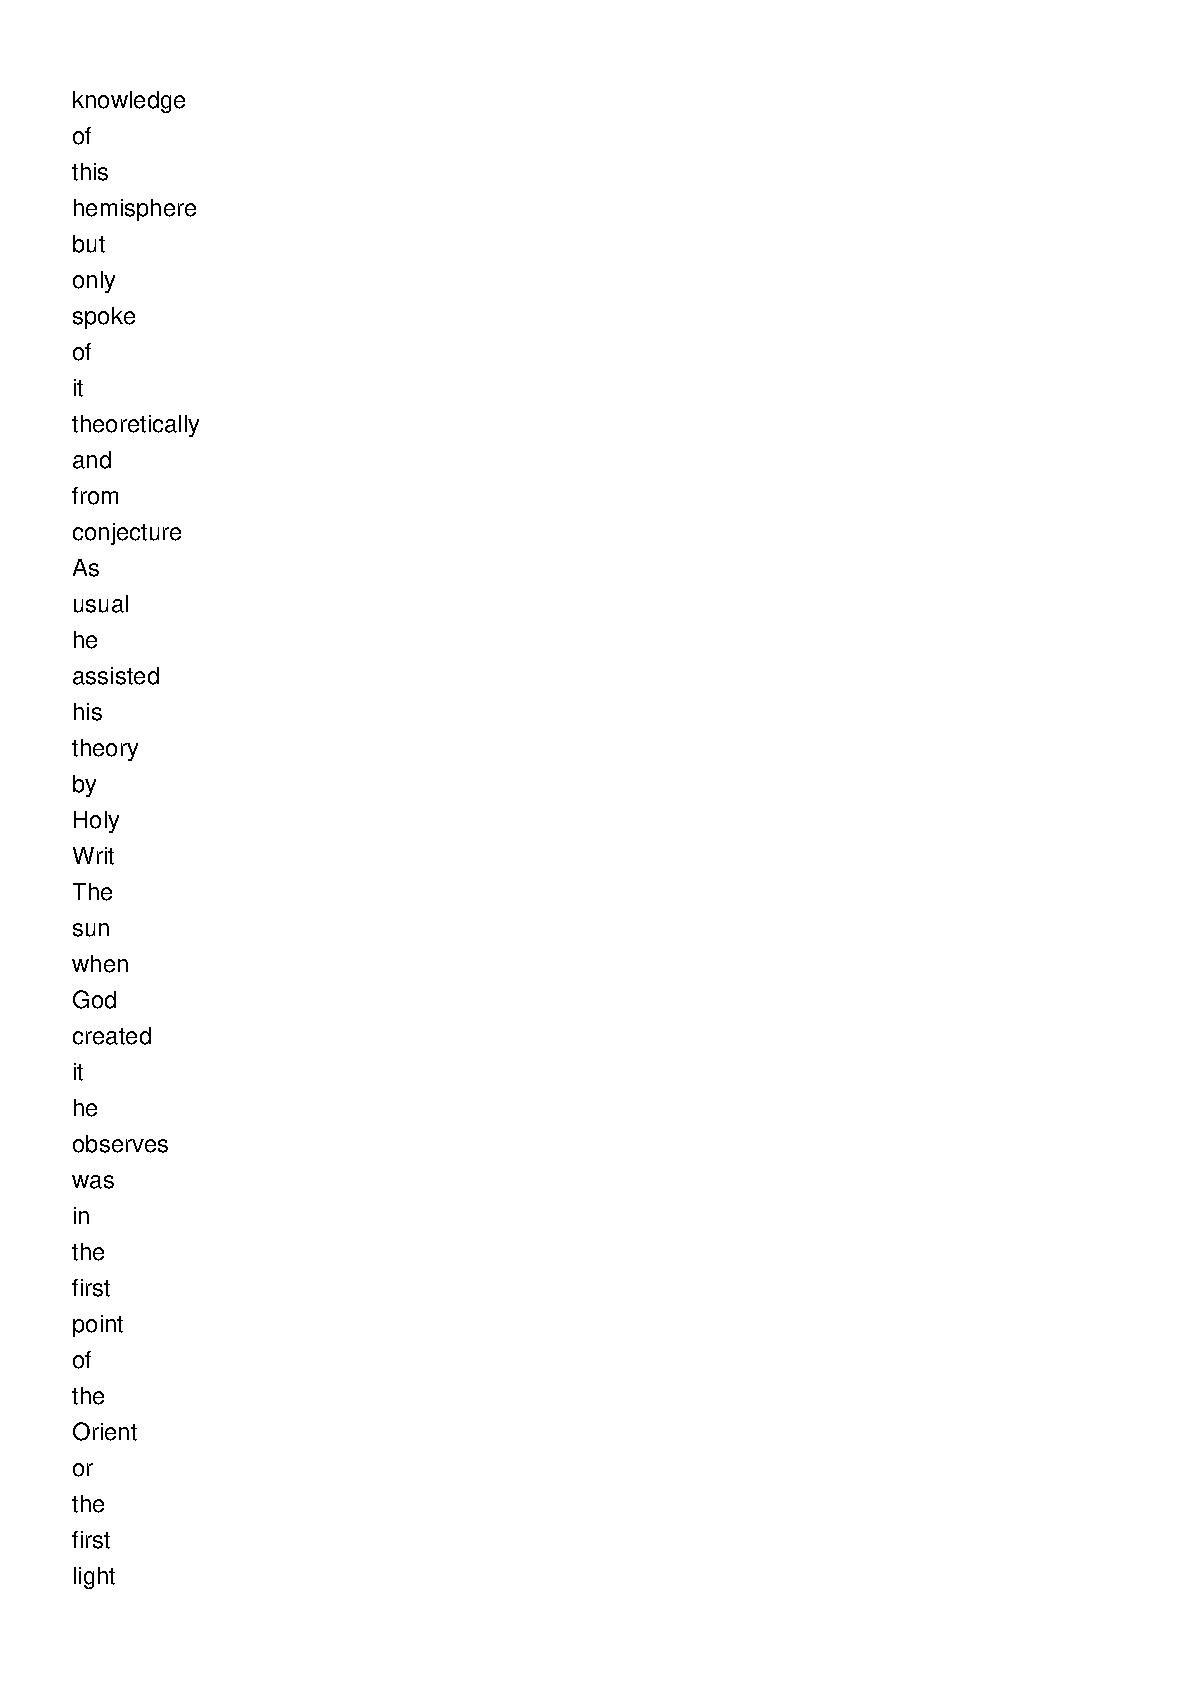 knowledge
of
this
hemisphere
but
only
spoke
of
it
theoretically
and
from
conjecture
As
usual
he
assisted
his
theory
by
Holy
Writ
The
sun
when
God
created
it
he
observes
was
in
the
first
point
of
the
Orient
or
the
first
light